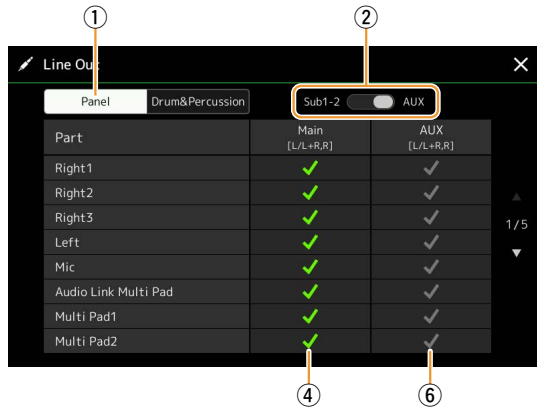 ① ②
Line Out
Panel Drum&Percussion Sub1-2 AUX
Part Main AUX
[L/L+R,R] [L/L+R,R]
Right1
Right2
Right3
1/5
Left
Mic
Audio Link Multi Pad
Multi Pad1
Multi Pad2
④ ⑥